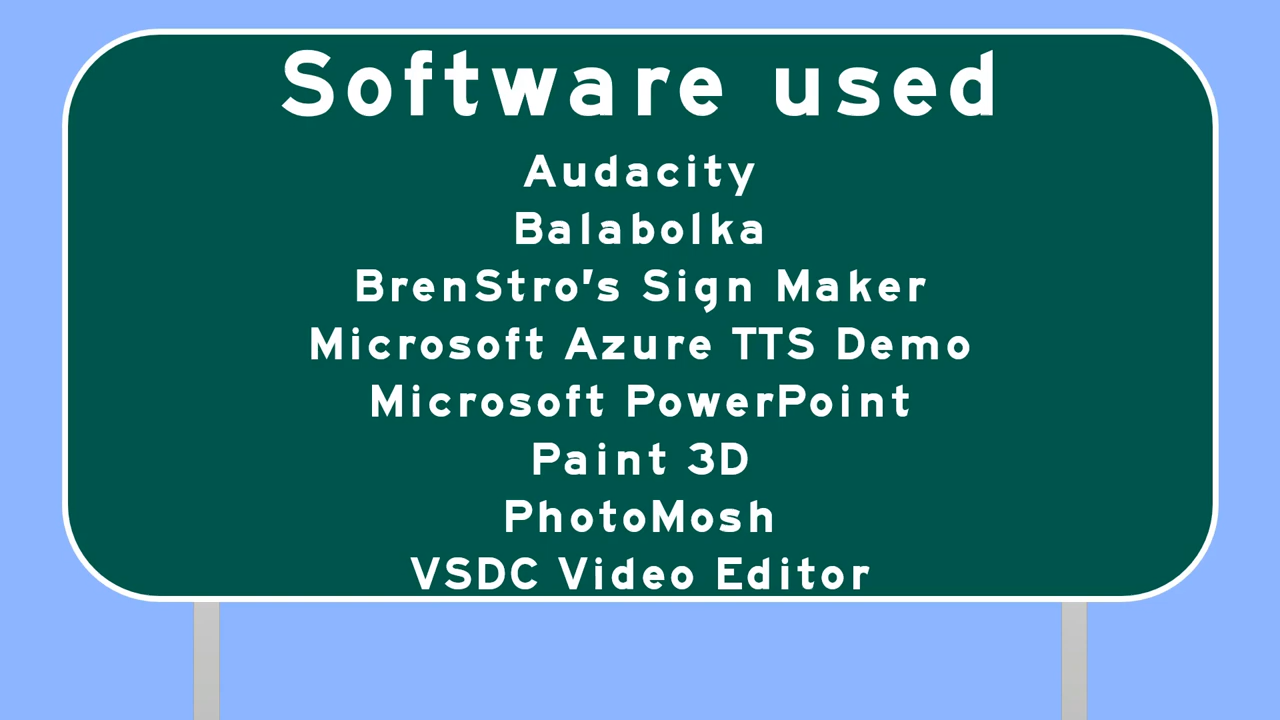 Software used
Audacity
Balabolka
BrenStro's Sign Maker
Microsoft Azure TTS Demo
Microsoft PowerPoint
Paint 3D
PhotoMosh
VSDC Video Editor